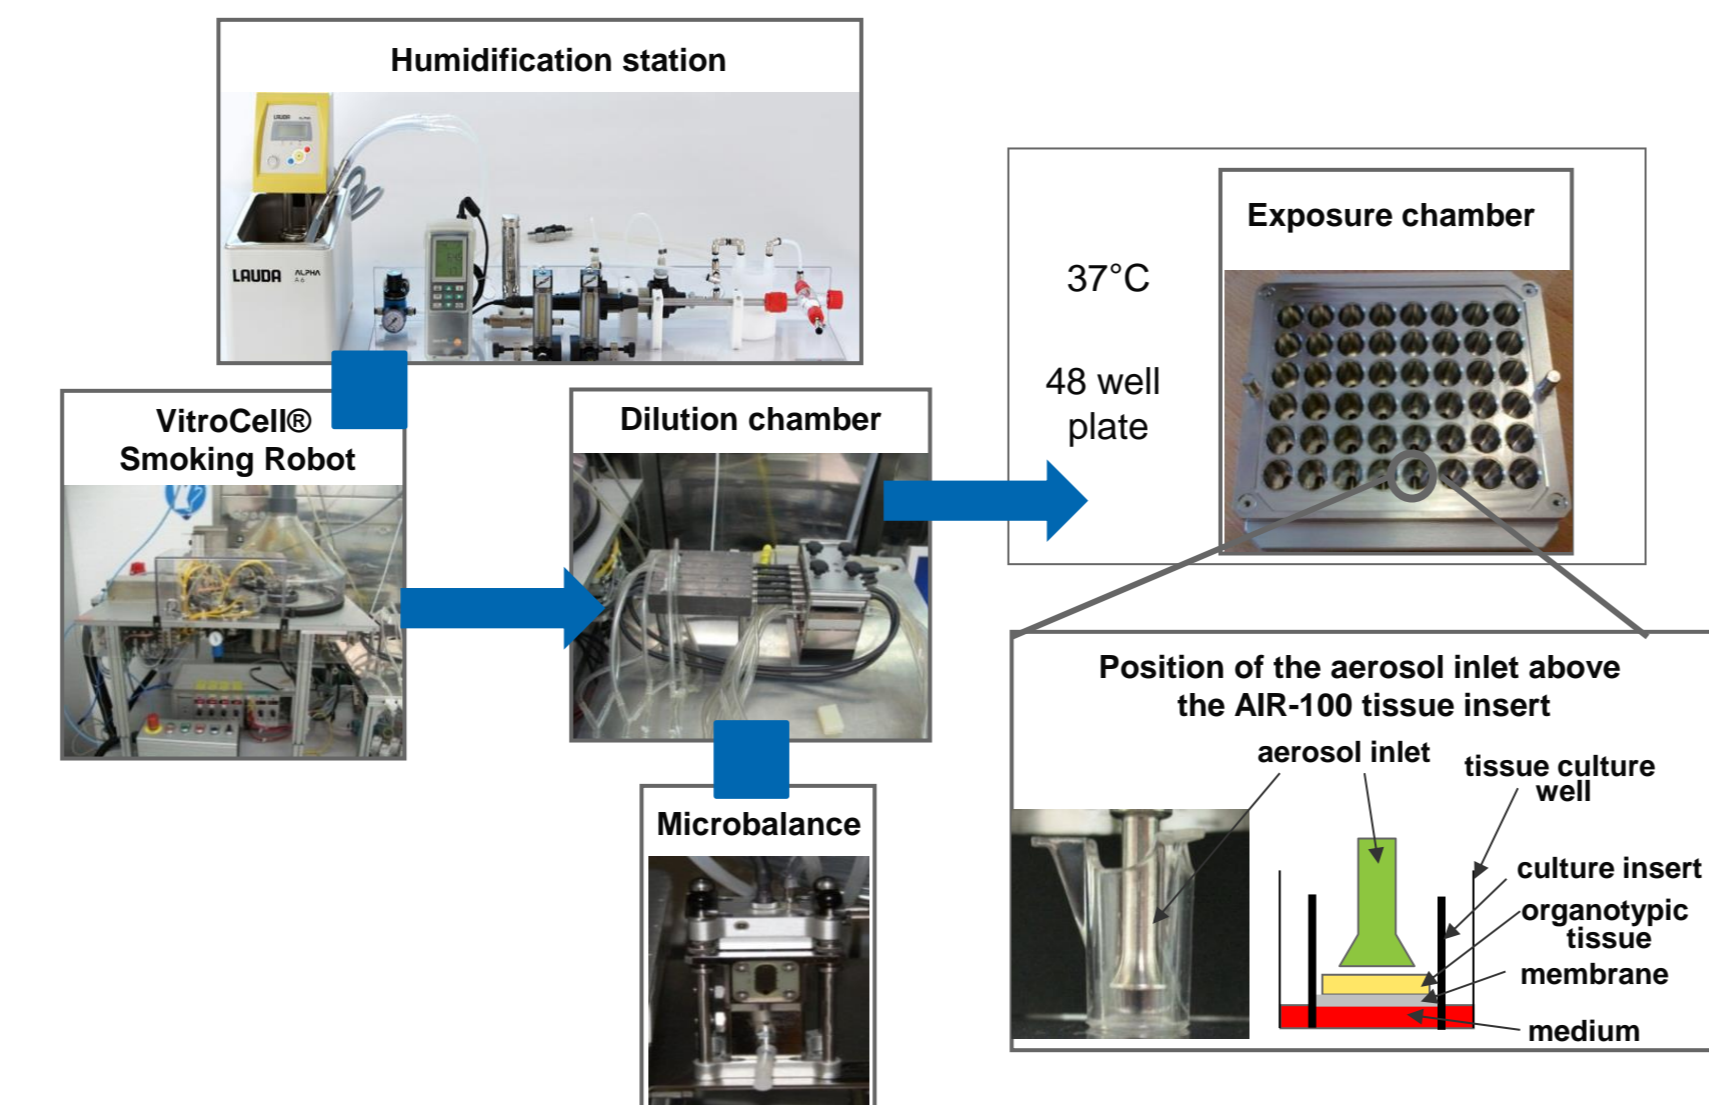 Humidification station
LAUDA ALPHA
LAUDA ALPHA
VitroCell®
Smoking Robot
Dilution chamber
Microbalance
37°C
48 well
plate
Exposure chamber
Position of the aerosol inlet above
the AIR-100 tissue insert
aerosol inlet
tissue culture
well
culture insert
organotypic
tissue
membrane
medium